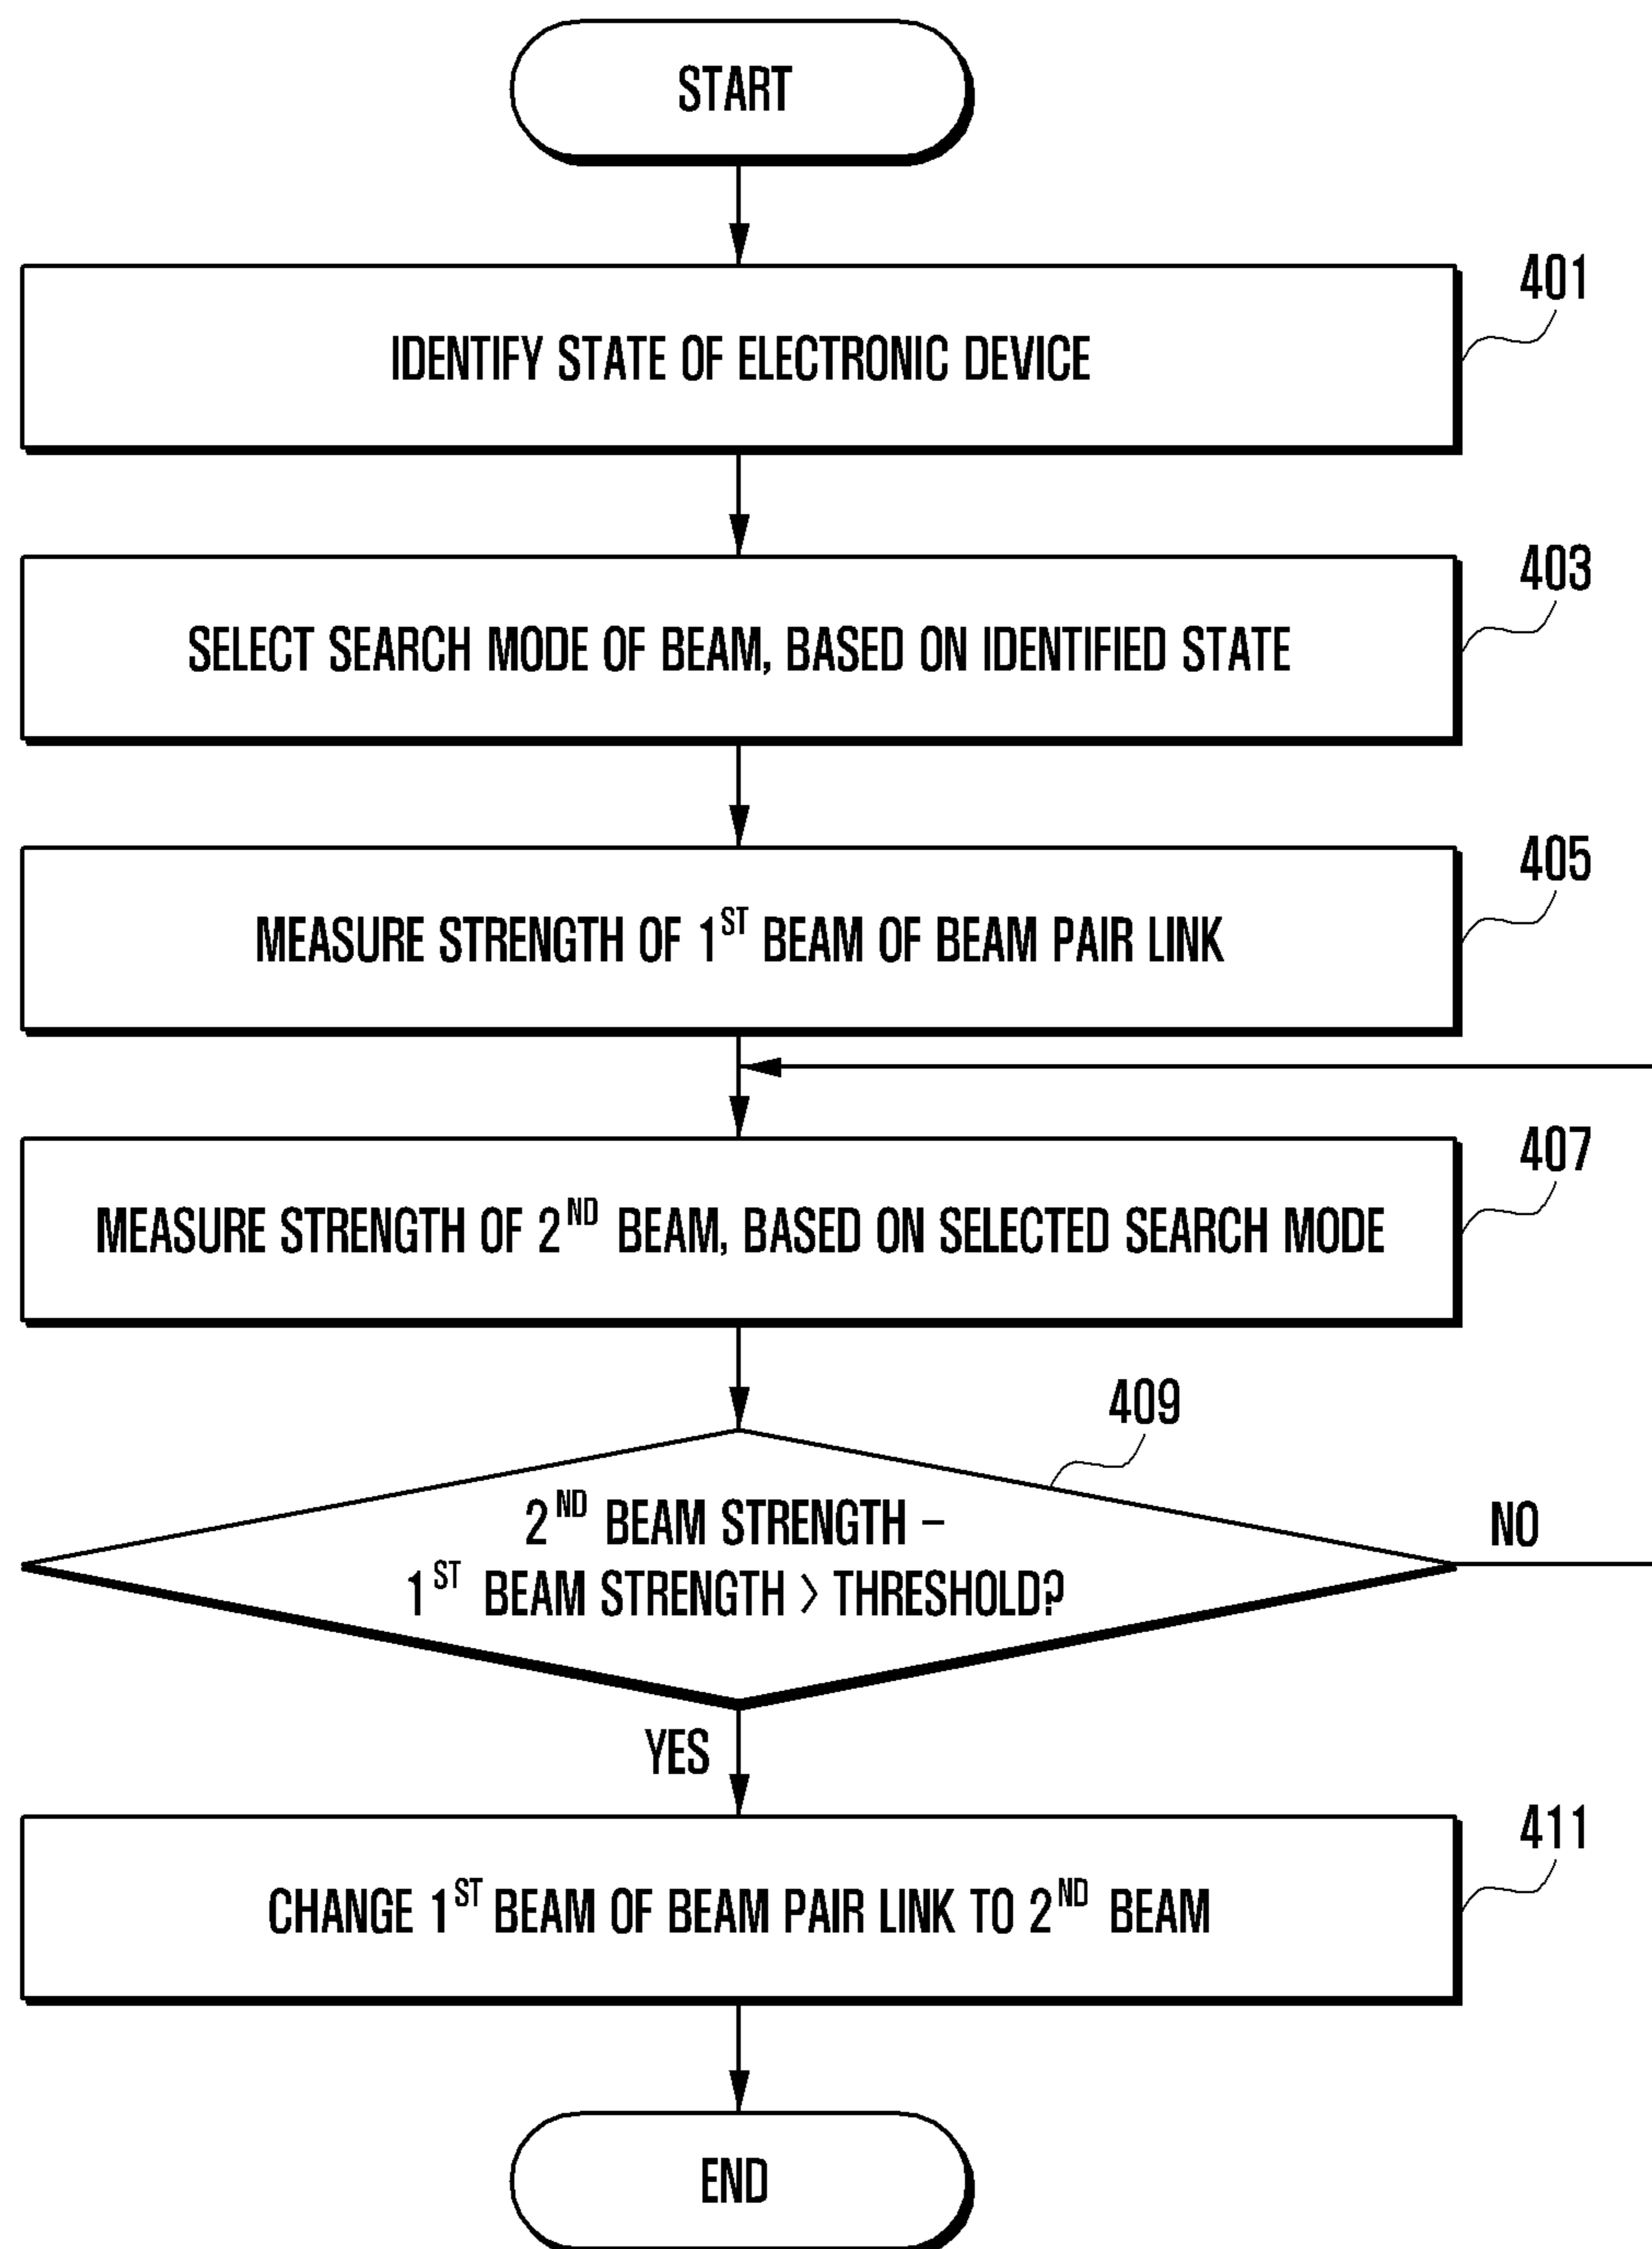 START
401
IDENTIFY STATE OF ELECTRONIC DEVICE
403
SELECT SEARCH MODE OF BEAM, BASED ON IDENTIFIED STATE
405
MEASURE STRENGTH OF 1ST BEAM OF BEAM PAIR LINK
407
MEASURE STRENGTH OF 2ND BEAM, BASED ON SELECTED SEARCH MODE
409
2ND BEAM STRENGTH –
1ST BEAM STRENGTH > THRESHOLD?
NO
YES
411
CHANGE 1ST BEAM OF BEAM PAIR LINK TO 2ND BEAM
END